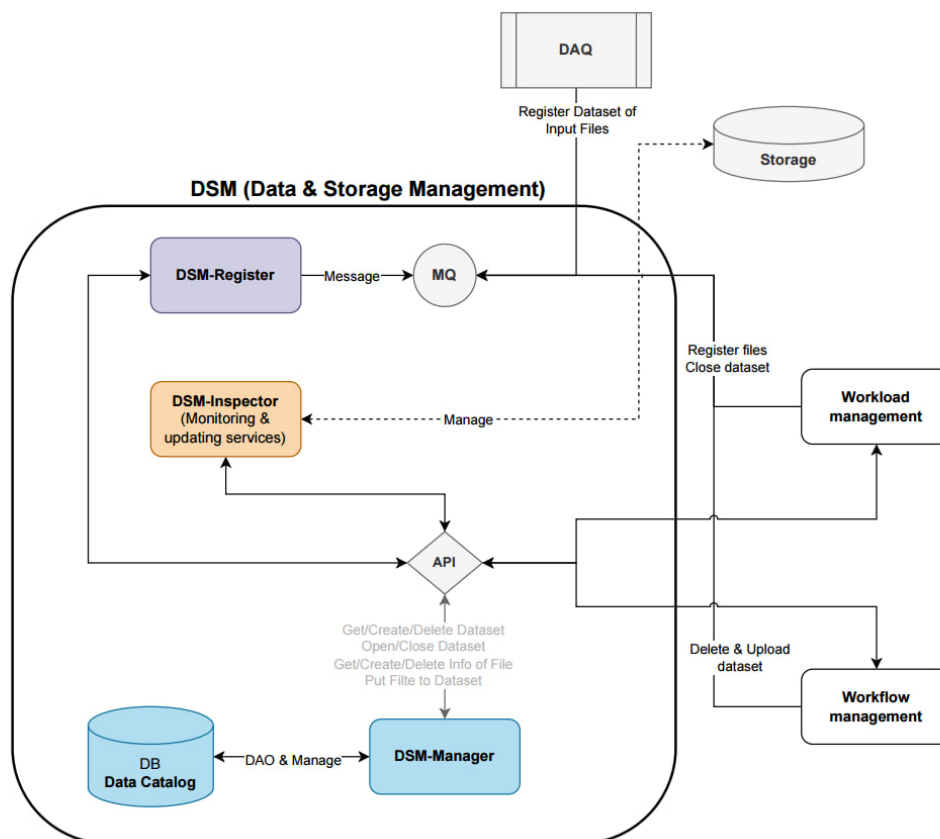 DAQ
Register Dataset of
Input Files
Storage
DSM (Data & Storage Management)
DSM-Register
Message
MQ
Register files
Close dataset
DSM-Inspector
(Monitoring &
updating services)
Manage
Workload
management
API
Get/Create/Delete Dataset
Open/Close Dataset
Get/Create/Delete Info of File
Put Filte to Dataset
Delete & Upload
dataset
Workflow
management
DB
Data Catalog
DAO & Manage
DSM-Manager